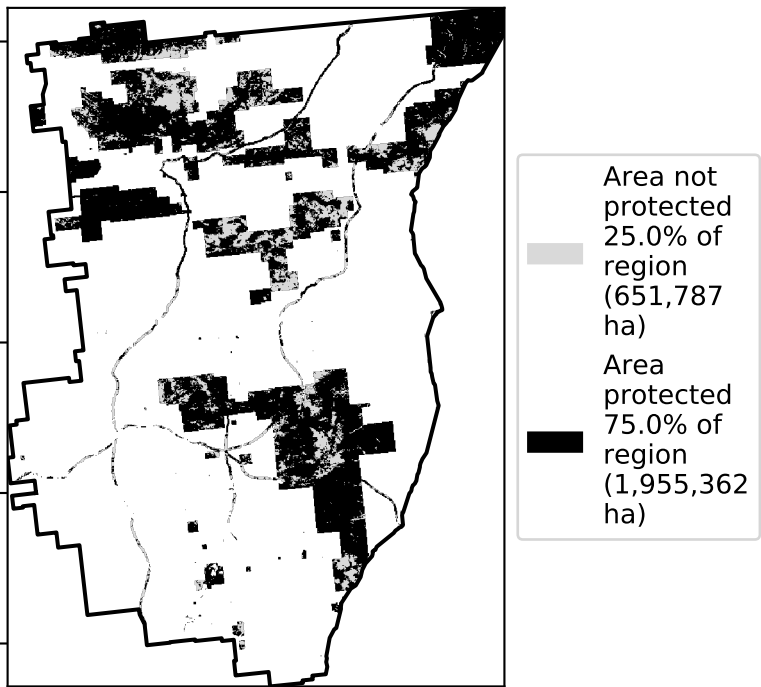 Area not
protected
25.0% of
region
(651,787
ha)
Area
protected
75.0% of
region
(1,955,362
ha)